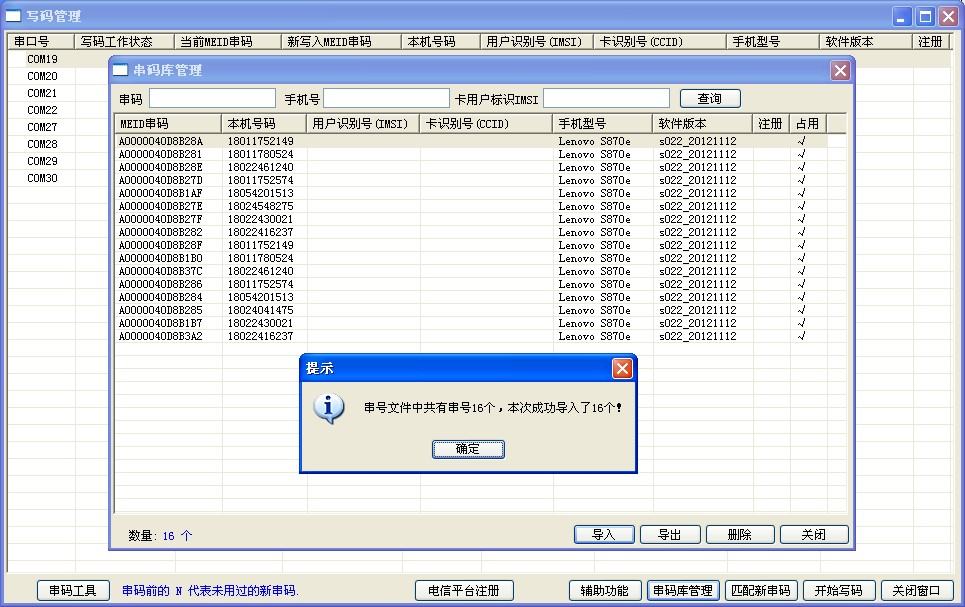 写码管理
串口号 写码工作状态 当前MEID串码 新写入MEID串码 本机号码 用户识别号(IMSI) 卡识别号(CCID) 手机型号 软件版本 注册
COM19
COM20
COM21
COM22
COM27
COM28
COM29
COM30
串码库管理
串码 手机号 卡用户标识IMSI 查询
MEID串码 本机号码 用户识别号(IMSI) 卡识别号(CCID) 手机型号 软件版本 注册 占用
A0000040D8B28A 18011752149 Lenovo S870e s022_20121112 √
A0000040D8B281 18011780524 Lenovo S870e s022_20121112 √
A0000040D8B28E 18022461240 Lenovo S870e s022_20121112 √
A0000040D8B27D 18011752574 Lenovo S870e s022_20121112 √
A0000040D8B1AF 18054201513 Lenovo S870e s022_20121112 √
A0000040D8B27E 18024548275 Lenovo S870e s022_20121112 √
A0000040D8B27F 18022430021 Lenovo S870e s022_20121112 √
A0000040D8B282 18022416237 Lenovo S870e s022_20121112 √
A0000040D8B28F 18011752149 Lenovo S870e s022_20121112 √
A0000040D8B1B0 18011780524 Lenovo S870e s022_20121112 √
A0000040D8B37C 18022461240 Lenovo S870e s022_20121112 √
A0000040D8B286 18011752574 Lenovo S870e s022_20121112 √
A0000040D8B284 18054201513 Lenovo S870e s022_20121112 √
A0000040D8B285 18024041475 Lenovo S870e s022_20121112 √
A0000040D8B1B7 18022430021 Lenovo S870e s022_20121112 √
A0000040D8B3A2 18022416237 Lenovo S870e s022_20121112 √
提示
串号文件中共有串号16个，本次成功导入了16个!
确定
数量: 16 个 导入 导出 删除 关闭
串码工具 串码前的 N 代表未用过的新串码. 电信平台注册 辅助功能 串码库管理 匹配新串码 开始写码 关闭窗口